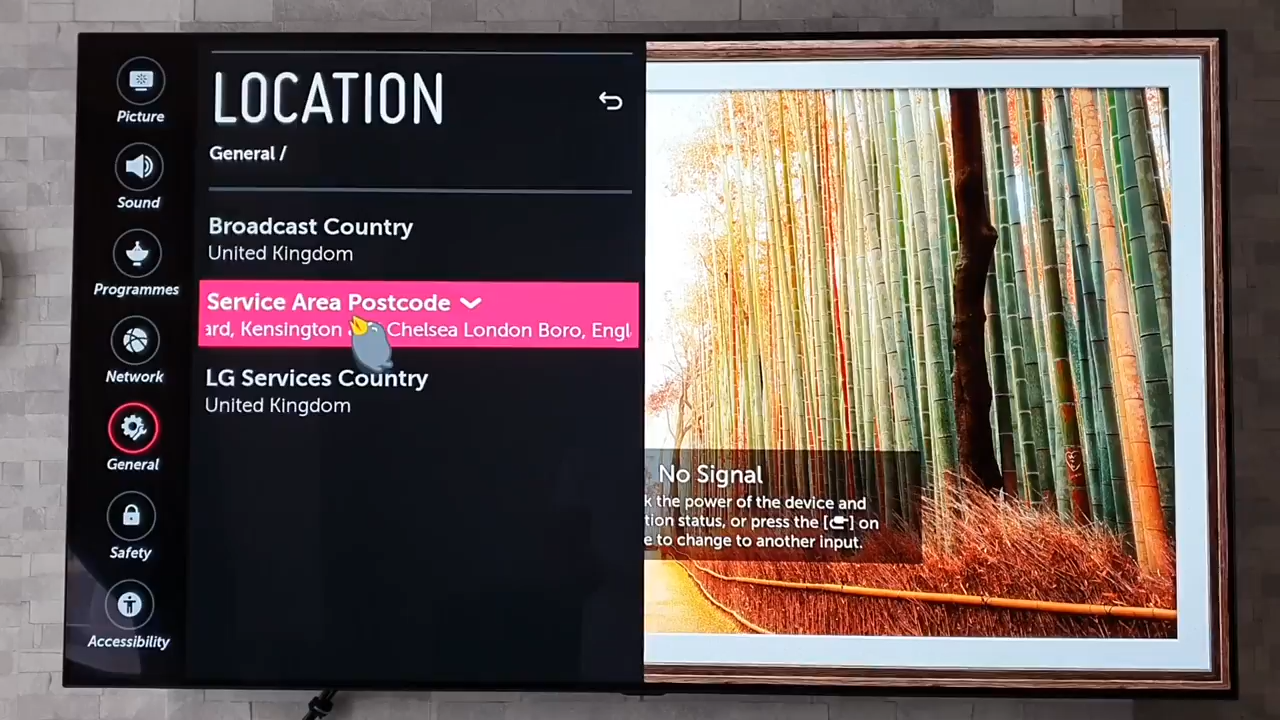 LOCATION
General /
Broadcast Country
United Kingdom
Service Area Postcode
ard, Kensington Chelsea London Boro, Engl
LG Services Country
United Kingdom
Picture
Sound
Programmes
Network
General
Safety
Accessibility
No Signal
k the power of the device and
tion status, or press the [ ] on
e to change to another input.